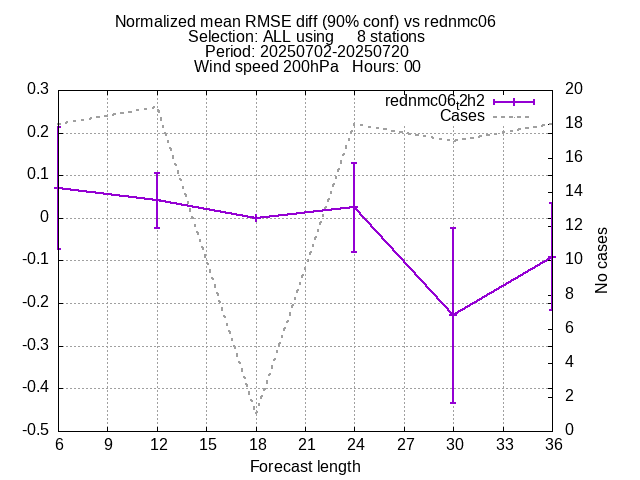 Normalized mean RMSE diff (90% conf) vs rednmc06
Selection: ALL using     8 stations
Period: 20250702-20250720
Wind speed 200hPa   Hours: 00
rednmc06_t2h2
Cases
0.3
0.2
0.1
0
-0.1
-0.2
-0.3
-0.4
-0.5
20
18
16
14
12
10
8
6
4
2
0
No cases
6 9 12 15 18 21 24 27 30 33 36
Forecast length